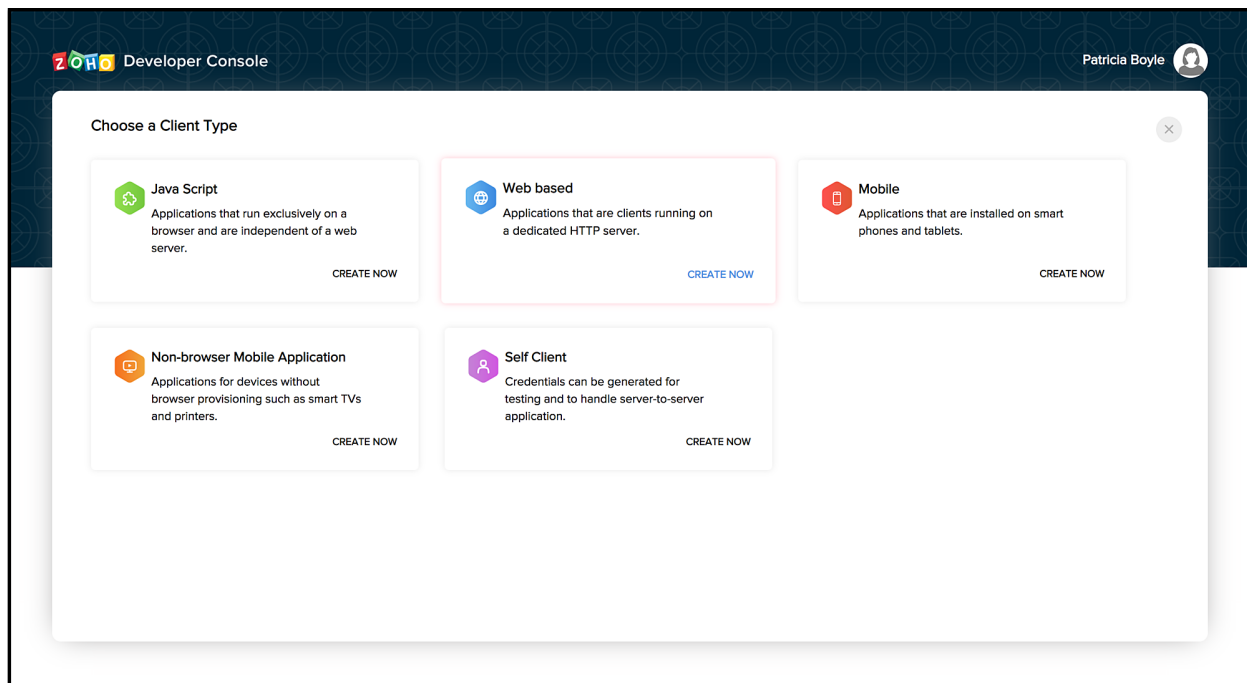 ZOHO Developer Console
Patricia Boyle
Choose a Client Type
Java Script
Applications that run exclusively on a
browser and are independent of a web
server.
CREATE NOW
Web based
Applications that are clients running on
a dedicated HTTP server.
CREATE NOW
Mobile
Applications that are installed on smart
phones and tablets.
CREATE NOW
Non-browser Mobile Application
Applications for devices without
browser provisioning such as smart TVs
and printers.
CREATE NOW
Self Client
Credentials can be generated for
testing and to handle server-to-server
application.
CREATE NOW